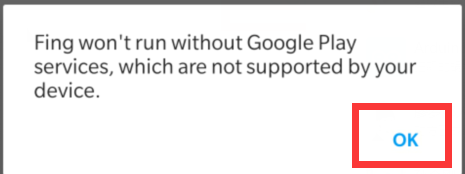 Fing won't run without Google Play
services, which are not supported by your
device.
OK